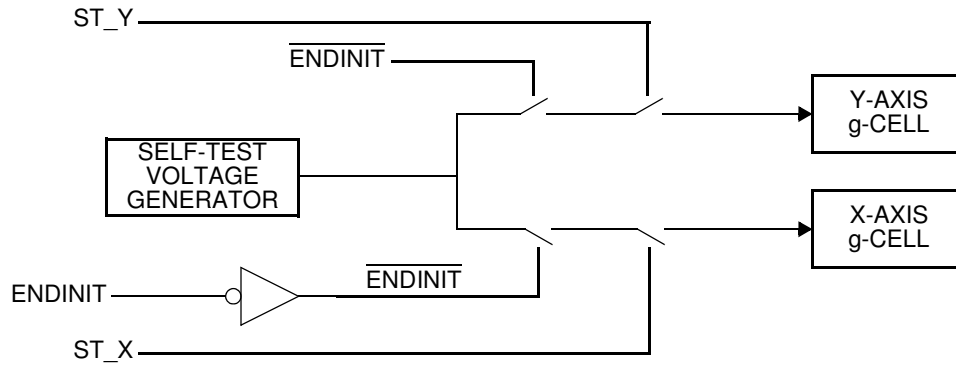 ST_Y
ENDINIT
Y-AXIS
g-CELL
SELF-TEST
VOLTAGE
GENERATOR
X-AXIS
g-CELL
ENDINIT
ENDINIT
ST_X